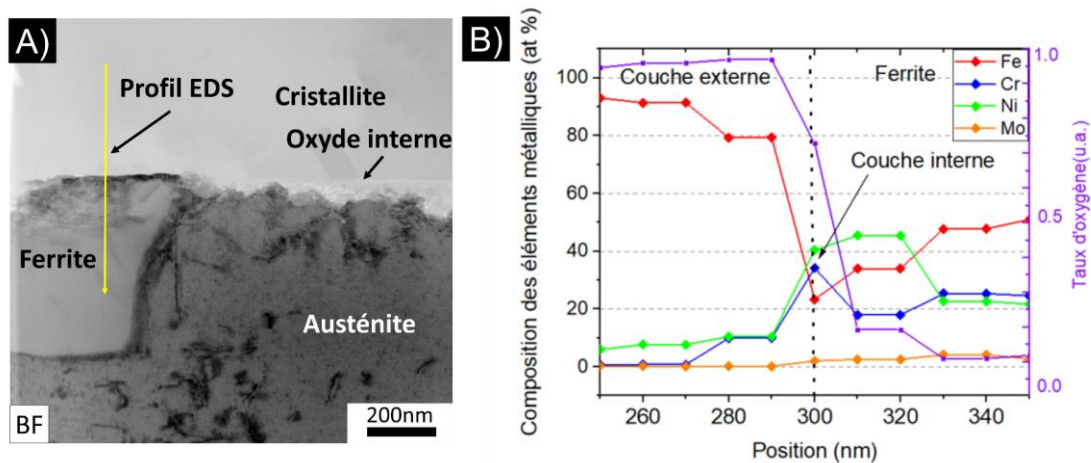 A)
Profil EDS
Cristallite
Oxyde interne
Ferrite
Austénite
BF
200nm
B)
Composition des éléments métalliques (at %)
100
80
60
40
20
0
Couche externe
Ferrite
Couche interne
Fe
Cr
Ni
Mo
260
280
300
320
340
Position (nm)
1.0
0.5
0.0
Taux d'oxygène(u.a.)